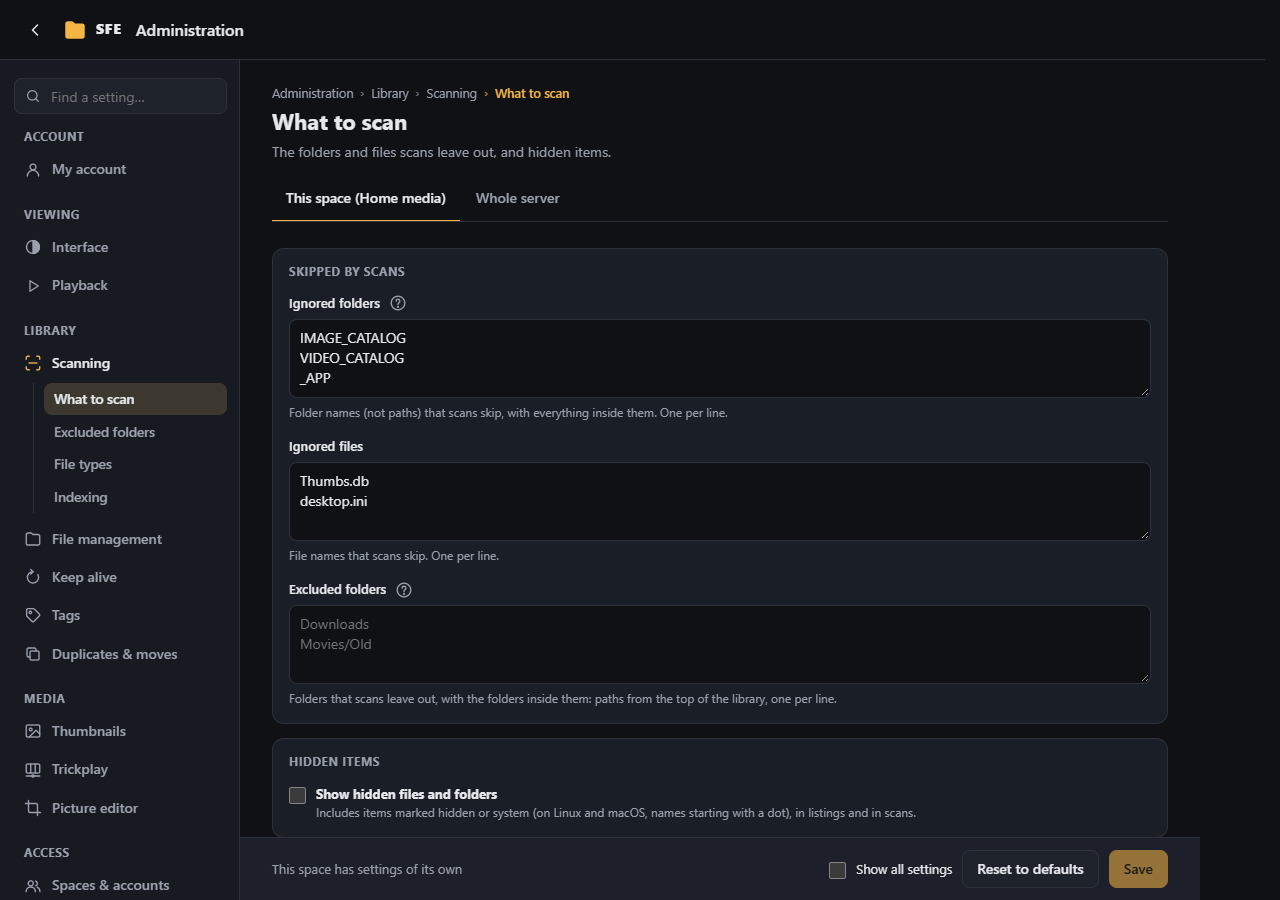 SFE Administration
Find a setting...
ACCOUNT
My account
VIEWING
Interface
Playback
LIBRARY
Scanning
What to scan
Excluded folders
File types
Indexing
File management
Keep alive
Tags
Duplicates & moves
MEDIA
Thumbnails
Trickplay
Picture editor
ACCESS
Spaces & accounts
Administration › Library › Scanning › What to scan
What to scan
The folders and files scans leave out, and hidden items.
This space (Home media) Whole server
SKIPPED BY SCANS
Ignored folders ?
IMAGE_CATALOG
VIDEO_CATALOG
_APP
Folder names (not paths) that scans skip, with everything inside them. One per line.
Ignored files
Thumbs.db
desktop.ini
File names that scans skip. One per line.
Excluded folders ?
Downloads
Movies/Old
Folders that scans leave out, with the folders inside them: paths from the top of the library, one per line.
HIDDEN ITEMS
Show hidden files and folders
Includes items marked hidden or system (on Linux and macOS, names starting with a dot), in listings and in scans.
This space has settings of its own
Show all settings Reset to defaults Save